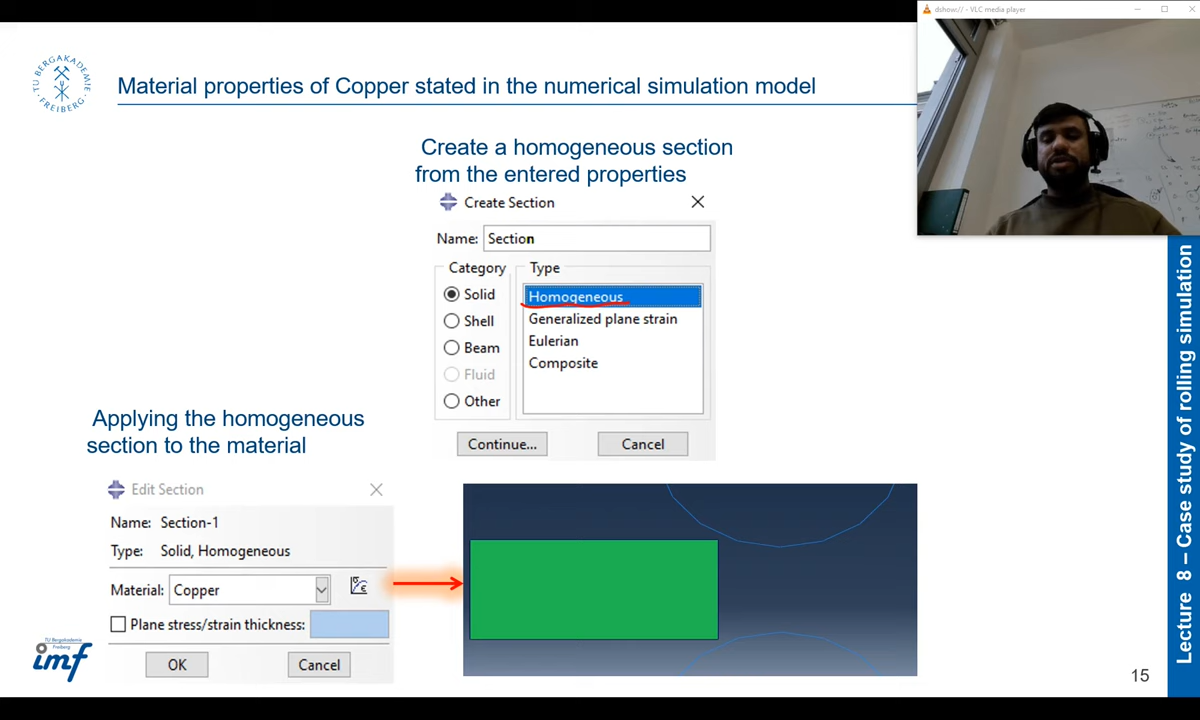 dshow:// - VLC media player
TU BERGAKADEMIE
FREIBERG
Material properties of Copper stated in the numerical simulation model
Create a homogeneous section
from the entered properties
Create Section
Name: Section
Category
Type
Solid
Shell
Beam
Fluid
Other
Homogeneous
Generalized plane strain
Eulerian
Composite
Continue...
Cancel
Applying the homogeneous
section to the material
Edit Section
Name: Section-1
Type: Solid, Homogeneous
Material: Copper
Plane stress/strain thickness:
OK
Cancel
TU Bergakademie
Freiberg
imf
15
Lecture 8 – Case study of rolling simulation